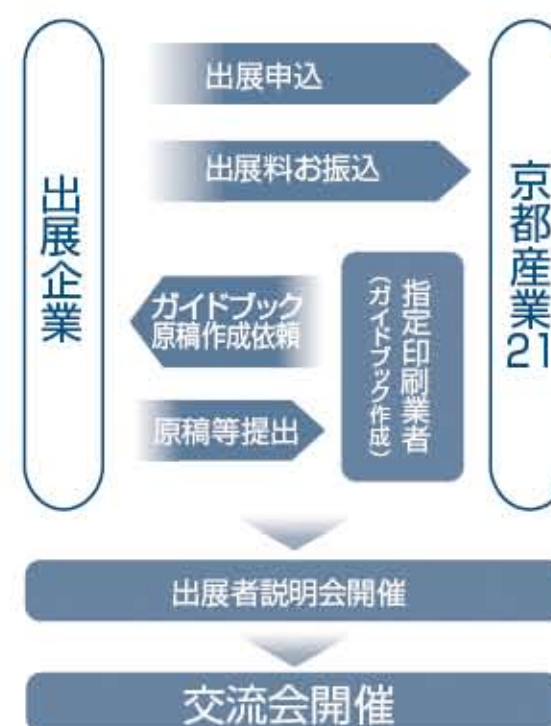 出展企業
出展申込
出展料お振込
ガイドブック
原稿作成依頼
原稿等提出
指定印刷業者
(ガイドブック作成)
京都産業21
出展者説明会開催
交流会開催